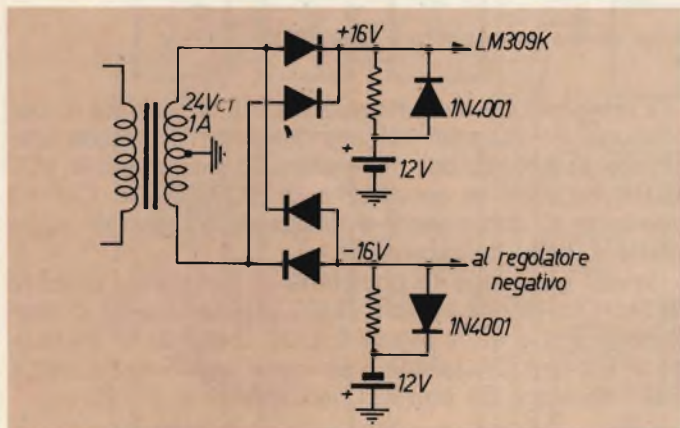 +16V
LM309K
24VCT
1A
1N4001
+
12V
-16V
al regolatore
negativo
1N4001
+
12V